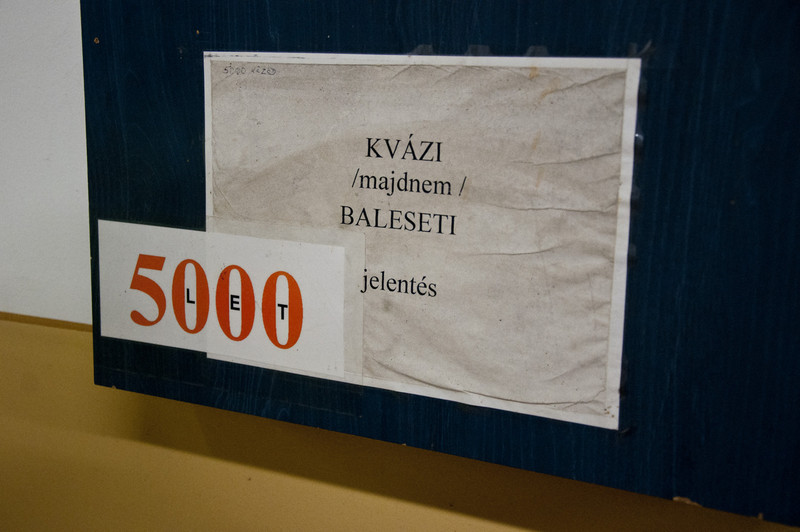 KVÁZI
/majdnem /
BALESETI
jelentés
5000
LET